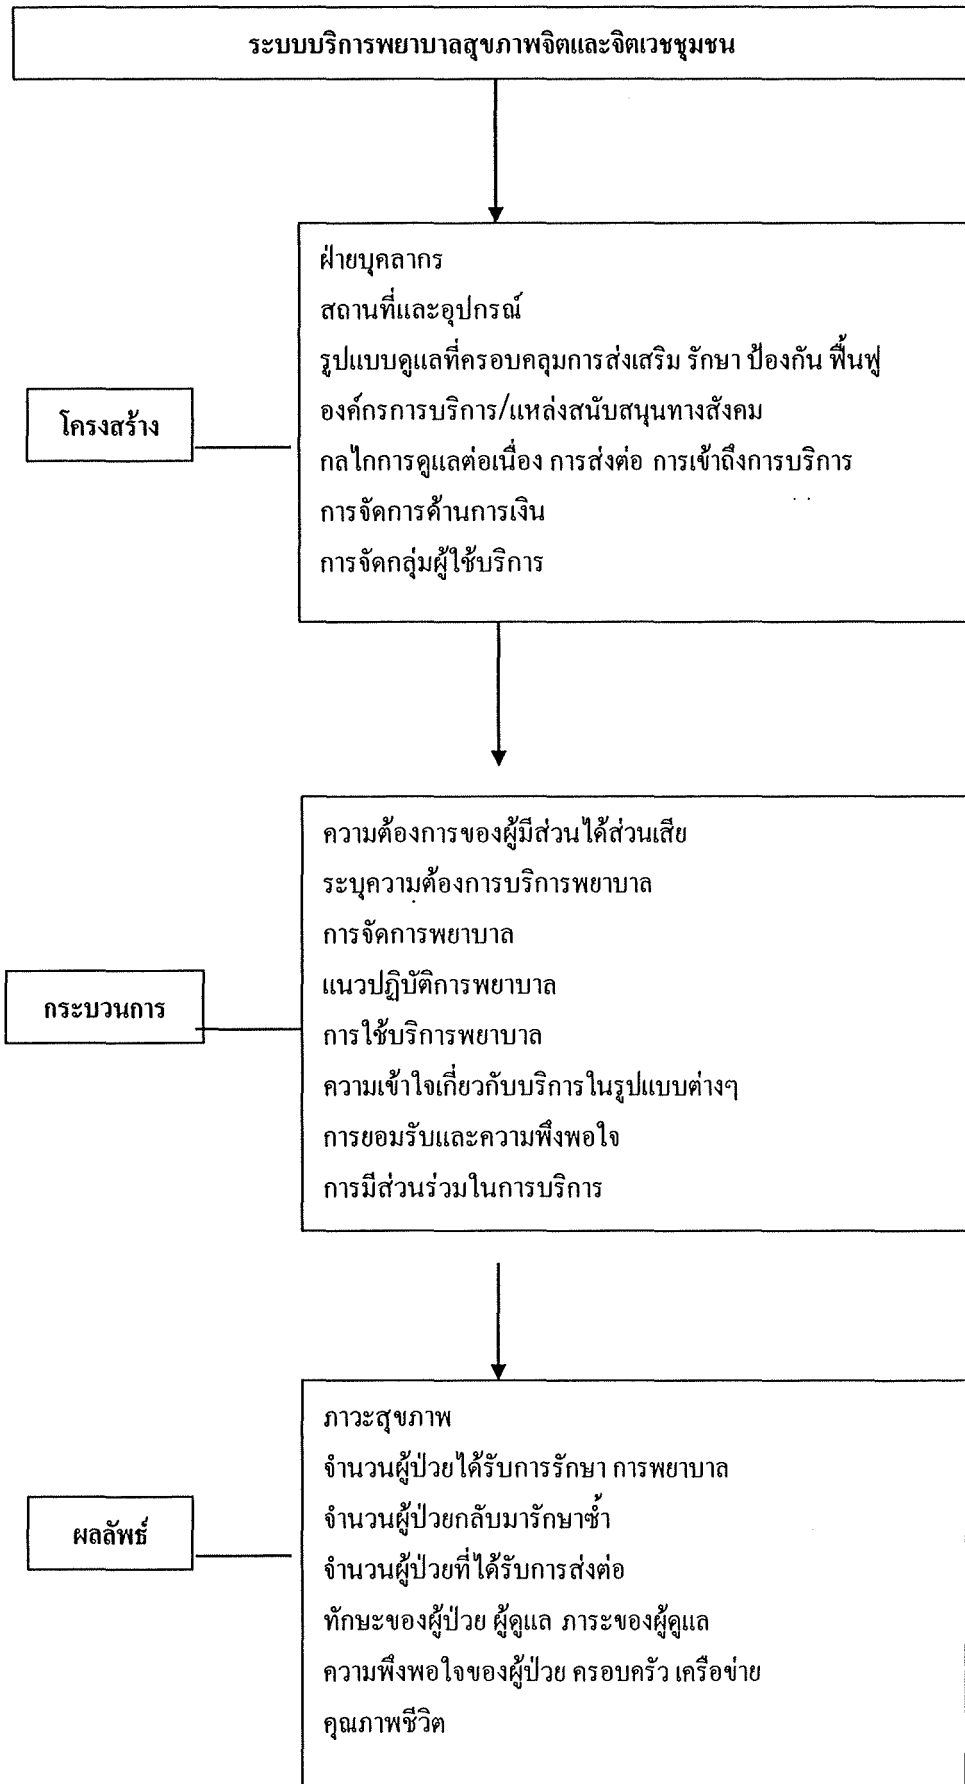 ระบบบริการพยาบาลสุขภาพจิตและจิตเวชชุมชน
ฝ่ายบุคลากร
สถานที่และอุปกรณ์
รูปแบบดูแลที่ครอบคลุมการส่งเสริม รักษา ป้องกัน ฟื้นฟู
องค์กรการบริการ/แหล่งสนับสนุนทางสังคม
กลไกการดูแลต่อเนื่อง การส่งต่อ การเข้าถึงการบริการ
การจัดการด้านการเงิน
การจัดกลุ่มผู้ใช้บริการ
โครงสร้าง
ความต้องการของผู้มีส่วนได้ส่วนเสีย
ระบุความต้องการบริการพยาบาล
การจัดการพยาบาล
แนวปฏิบัติการพยาบาล
การใช้บริการพยาบาล
ความเข้าใจเกี่ยวกับบริการในรูปแบบต่างๆ
การยอมรับและความพึงพอใจ
การมีส่วนร่วมในการบริการ
กระบวนการ
ภาวะสุขภาพ
จำนวนผู้ป่วยได้รับการรักษา การพยาบาล
จำนวนผู้ป่วยกลับมารักษาซ้ำ
จำนวนผู้ป่วยที่ได้รับการส่งต่อ
ทักษะของผู้ป่วย ผู้ดูแล ภาระของผู้ดูแล
ความพึงพอใจของผู้ป่วย ครอบครัว เครือข่าย
คุณภาพชีวิต
ผลลัพธ์